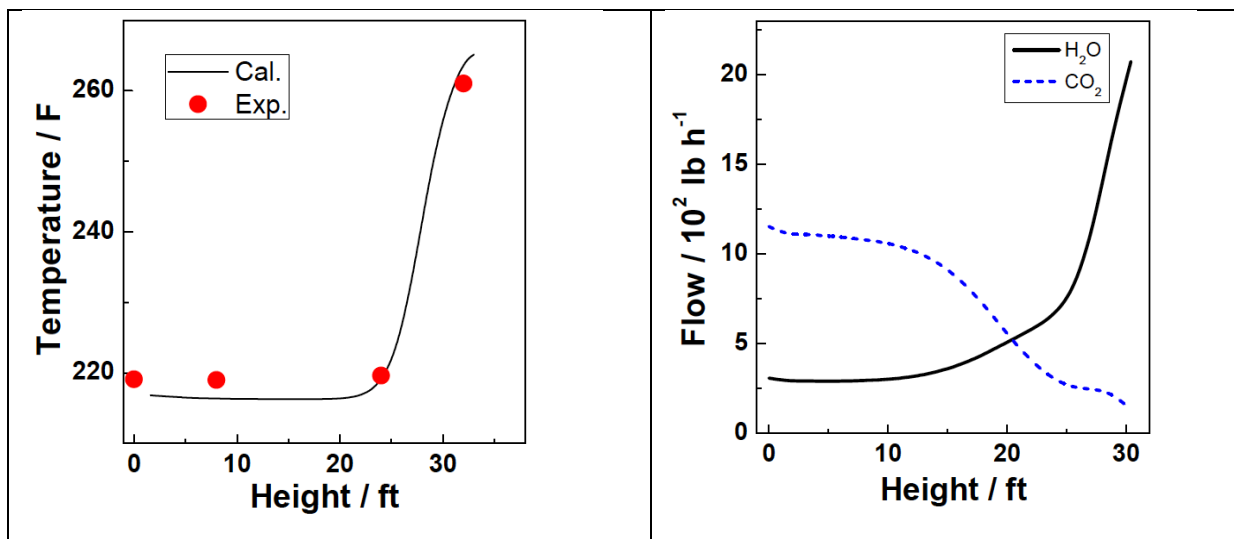 Temperature / F
260
240
220
Cal.
Exp.
0 10 20 30
Height / ft
Flow / 10² lb h⁻¹
20
15
10
5
0
H₂O
CO₂
0 10 20 30
Height / ft